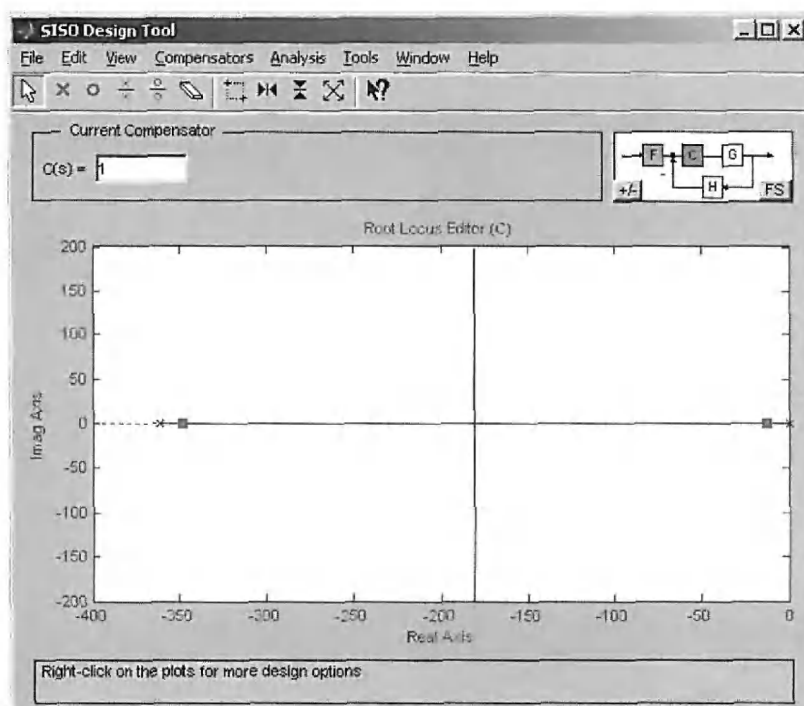 SISO Design Tool
File Edit View Compensators Analysis Tools Window Help
Current Compensator
C(s) = 1
F C G
H
+/- FS
Root Locus Editor (C)
Imag Axis
200
150
100
50
0
-50
-100
-150
-200
-400 -350 -300 -250 -200 -150 -100 -50 0
Real Axis
Right-click on the plots for more design options